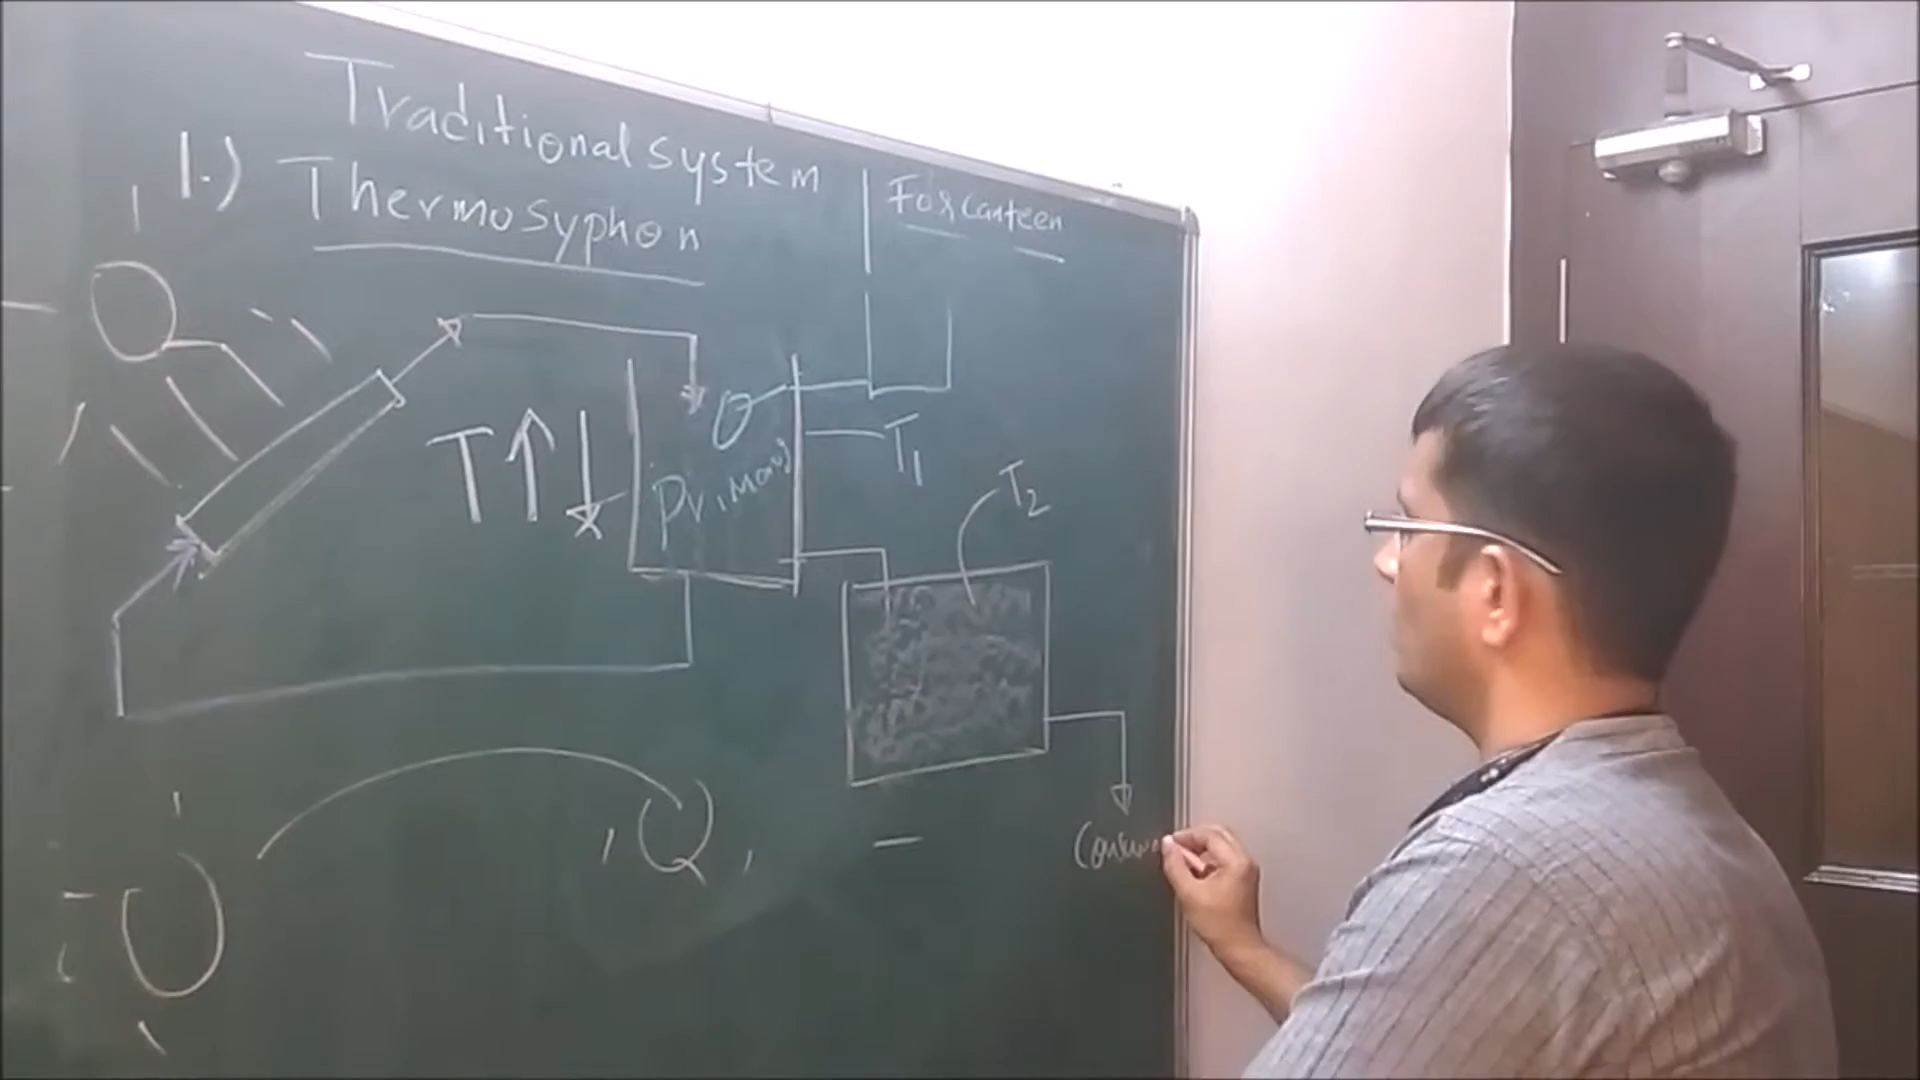 Traditional system
1.) Thermosyphon
For canteen
T↑↓
Primary
T1
T2